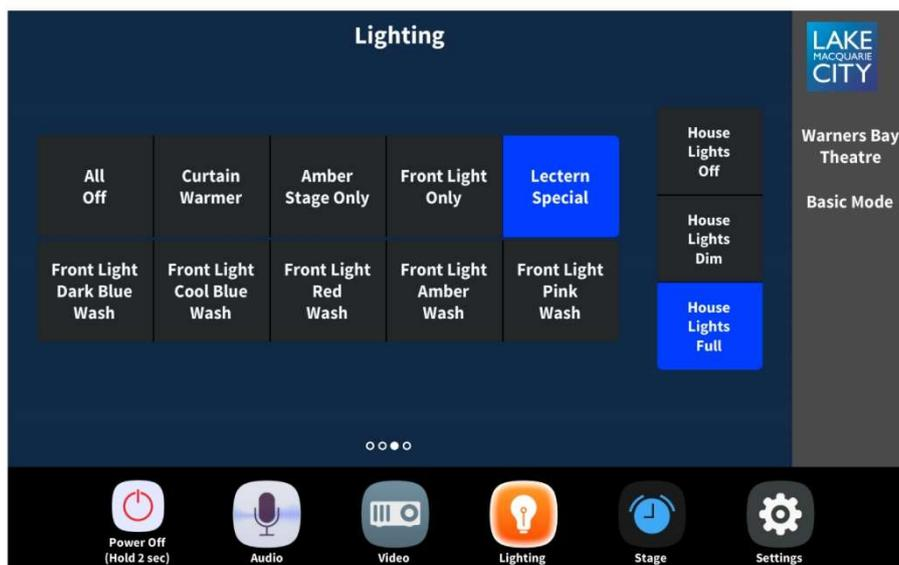 Lighting
LAKE
MACQUARIE
CITY
Warners Bay
Theatre
Basic Mode
All
Off
Curtain
Warmer
Amber
Stage Only
Front Light
Only
Lectern
Special
Front Light
Dark Blue
Wash
Front Light
Cool Blue
Wash
Front Light
Red
Wash
Front Light
Amber
Wash
Front Light
Pink
Wash
House
Lights
Off
House
Lights
Dim
House
Lights
Full
Power Off
(Hold 2 sec)
Audio
Video
Lighting
Stage
Settings